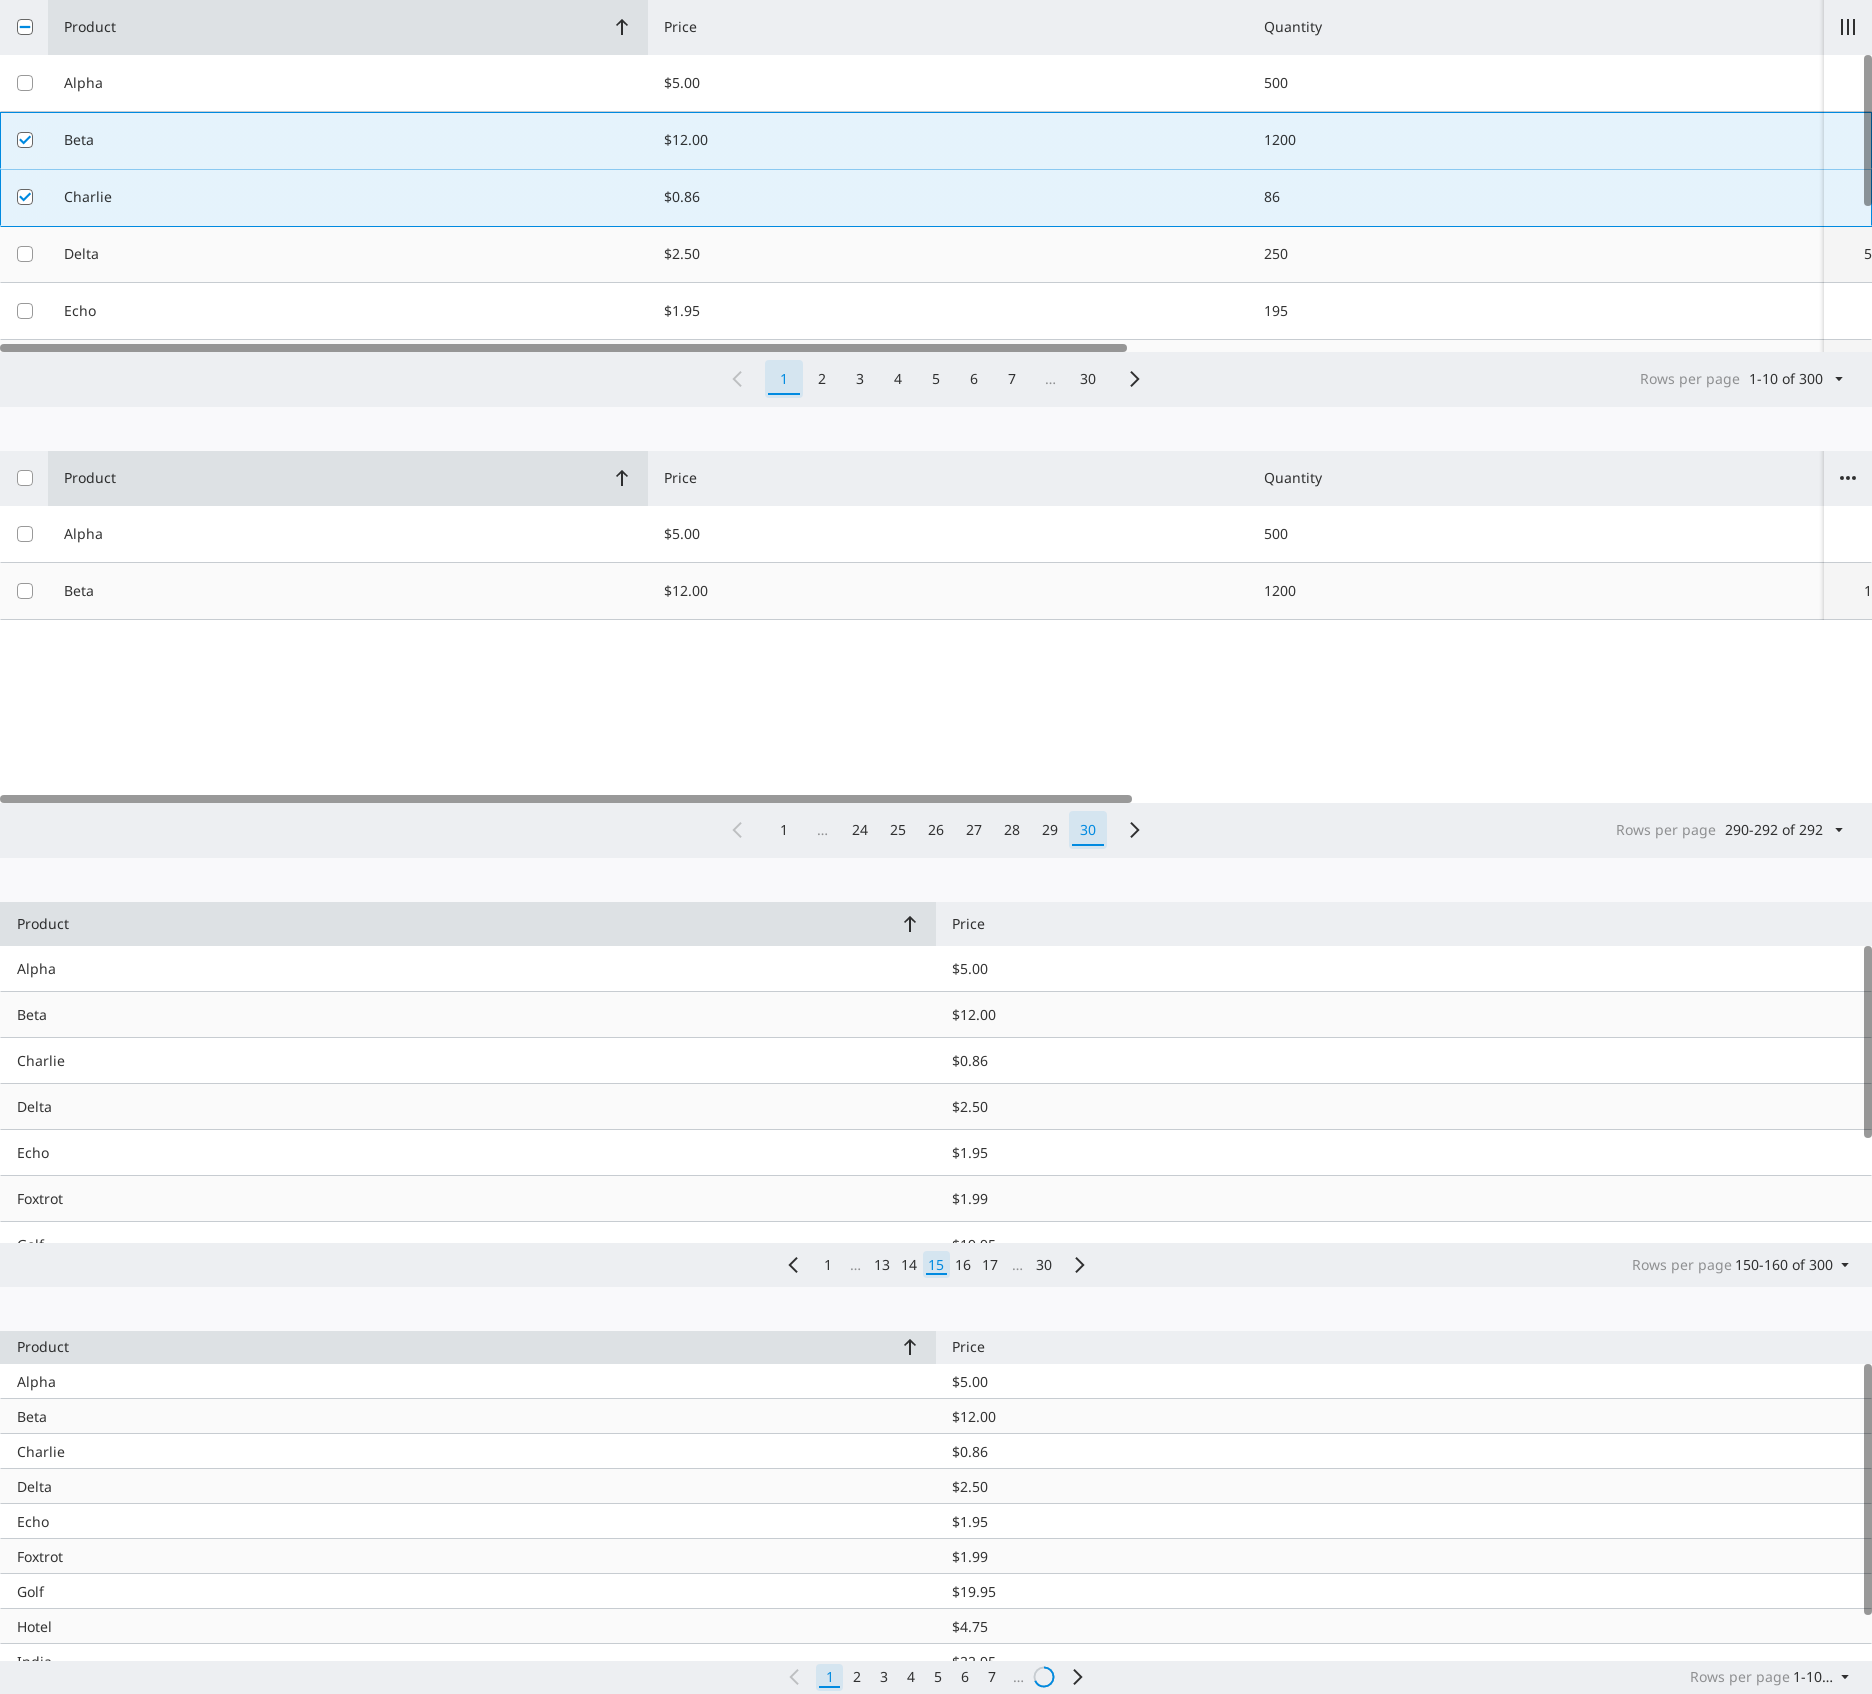 Product Price Quantity
Alpha $5.00 500
Beta $12.00 1200
Charlie $0.86 86
Delta $2.50 250 5
Echo $1.95 195
1 2 3 4 5 6 7 ... 30 Rows per page 1-10 of 300
Product Price Quantity
Alpha $5.00 500
Beta $12.00 1200 1
1 ... 24 25 26 27 28 29 30 Rows per page 290-292 of 292
Product Price
Alpha $5.00
Beta $12.00
Charlie $0.86
Delta $2.50
Echo $1.95
Foxtrot $1.99
1 ... 13 14 15 16 17 ... 30 Rows per page 150-160 of 300
Product Price
Alpha $5.00
Beta $12.00
Charlie $0.86
Delta $2.50
Echo $1.95
Foxtrot $1.99
Golf $19.95
Hotel $4.75
1 2 3 4 5 6 7 ... Rows per page 1-10...